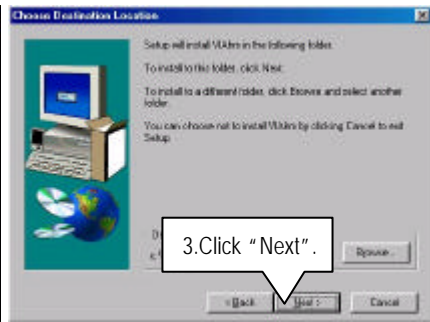 Choose Destination Location
Setup will install VIAhm in the following folder.
To install to this folder, click Next.
To install to a different folder, click Browse and select another
folder.
You can choose not to install VIAhm by clicking Cancel to exit
Setup.
D
c:\
3.Click “Next”.
Browse...
< Back
Next >
Cancel